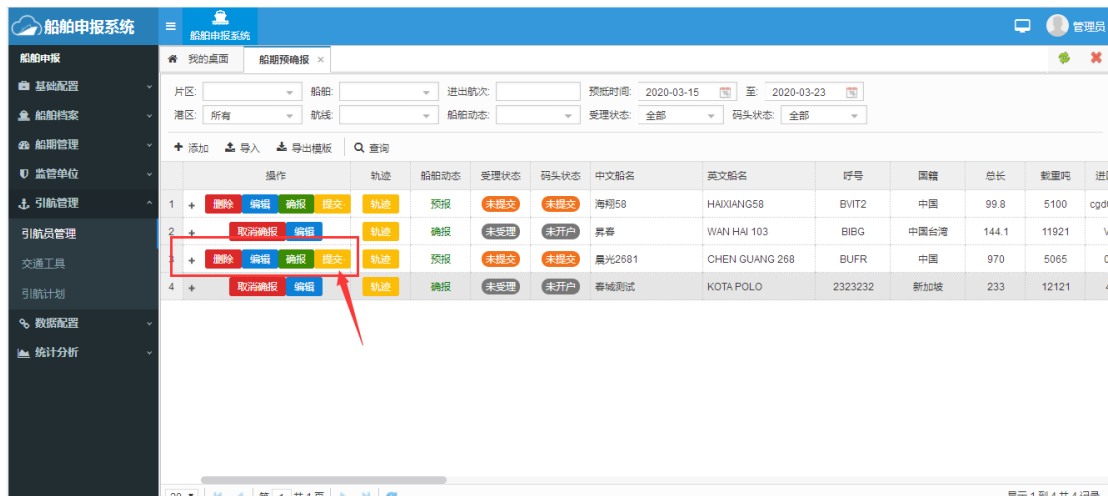 船舶申报系统
船舶申报系统
管理员
船舶申报
我的桌面 船期预确报 ×
基础配置
船舶档案
船期管理
监管单位
引航管理
引航员管理
交通工具
引航计划
数据配置
统计分析
片区: 船舶: 进出航次: 预抵时间: 2020-03-15 至: 2020-03-23
港区: 所有 航线: 船舶动态: 受理状态: 全部 码头状态: 全部
添加 导入 导出模版 查询
操作 轨迹 船舶动态 受理状态 码头状态 中文船名 英文船名 呼号 国籍 总长 载重吨
1 + 删除 编辑 确报 提交 轨迹 预报 未提交 未提交 海翔58 HAIXIANG58 BVIT2 中国 99.8 5100
2 + 取消确报 编辑 轨迹 确报 未受理 未开户 昇春 WAN HAI 103 BIBG 中国台湾 144.1 11921
3 + 删除 编辑 确报 提交 轨迹 预报 未提交 未提交 晨光2681 CHEN GUANG 268 BUFR 中国 970 5065
4 + 取消确报 编辑 轨迹 确报 未受理 未开户 春城测试 KOTA POLO 2323232 新加坡 233 12121